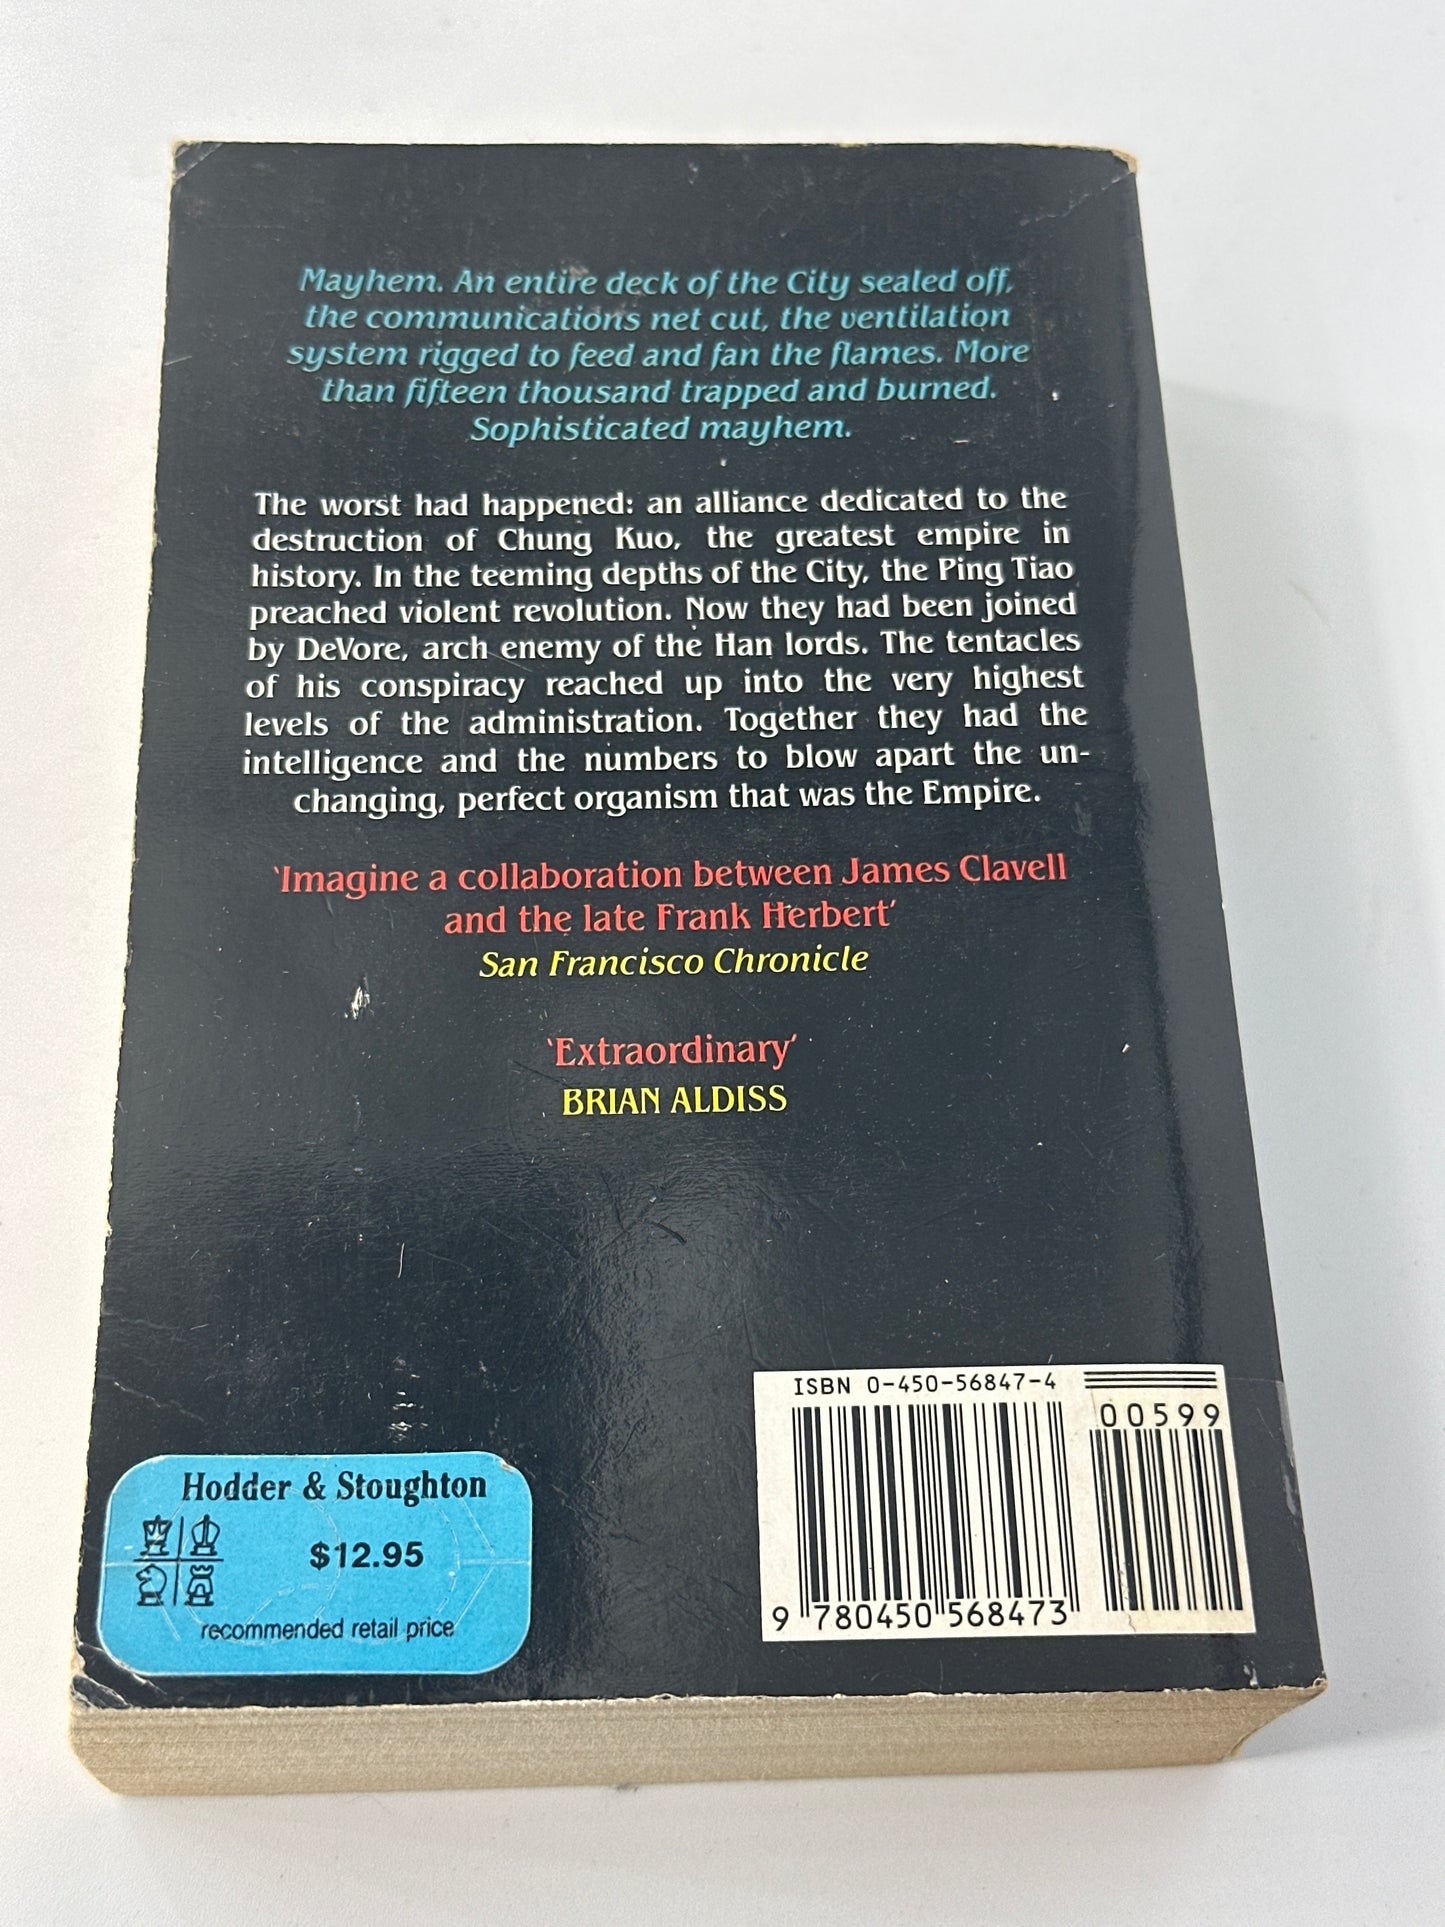 Mayhem. An entire deck of the City sealed off,
the communications net cut, the ventilation
system rigged to feed and fan the flames. More
than fifteen thousand trapped and burned.
Sophisticated mayhem.
The worst had happened: an alliance dedicated to the
destruction of Chung Kuo, the greatest empire in
history. In the teeming depths of the City, the Ping Tiao
preached violent revolution. Now they had been joined
by DeVore, arch enemy of the Han lords. The tentacles
of his conspiracy reached up into the very highest
levels of the administration. Together they had the
intelligence and the numbers to blow apart the un-
changing, perfect organism that was the Empire.
'Imagine a collaboration between James Clavell
and the late Frank Herbert'
San Francisco Chronicle
'Extraordinary'
BRIAN ALDISS
ISBN 0-450-56847-4
00599
9 780450 568473
Hodder & Stoughton
$12.95
recommended retail price